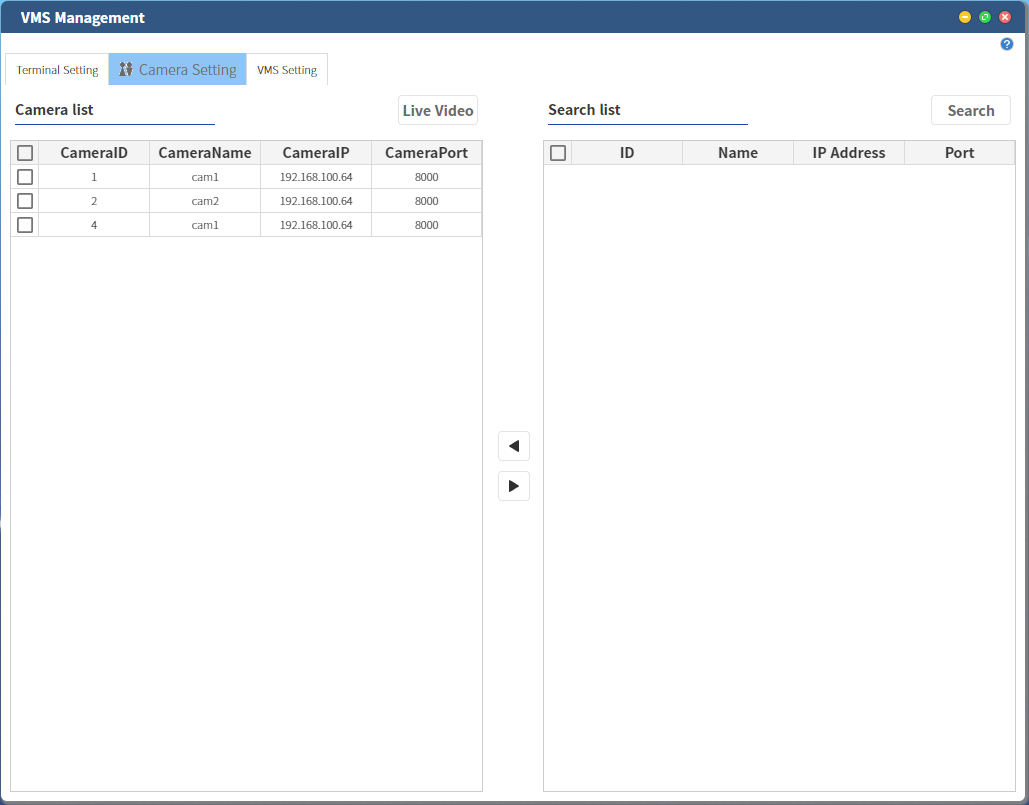 VMS Management
?
Terminal Setting Camera Setting VMS Setting
Camera list Live Video
CameraID CameraName CameraIP CameraPort
1 cam1 192.168.100.64 8000
2 cam2 192.168.100.64 8000
4 cam1 192.168.100.64 8000
Search list Search
ID Name IP Address Port